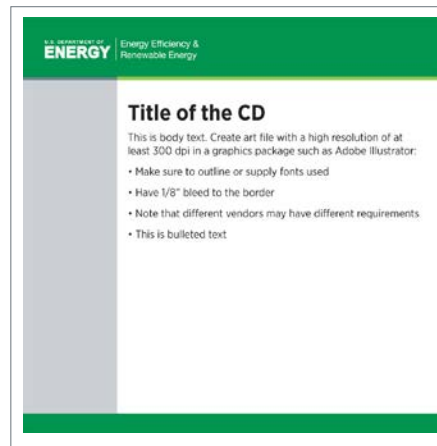 U.S. DEPARTMENT OF
ENERGY
Energy Efficiency &
Renewable Energy
Title of the CD
This is body text. Create art file with a high resolution of at
least 300 dpi in a graphics package such as Adobe Illustrator:
• Make sure to outline or supply fonts used
• Have 1/8" bleed to the border
• Note that different vendors may have different requirements
• This is bulleted text